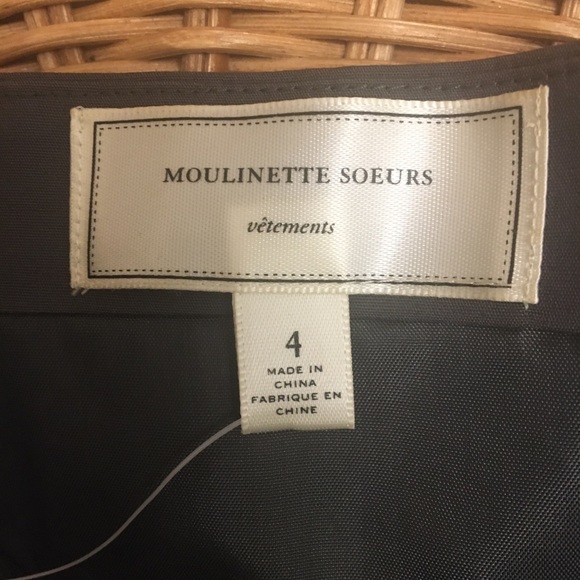 MOULINETTE SOEURS
vêtements
4
MADE IN
CHINA
FABRIQUE EN
CHINE